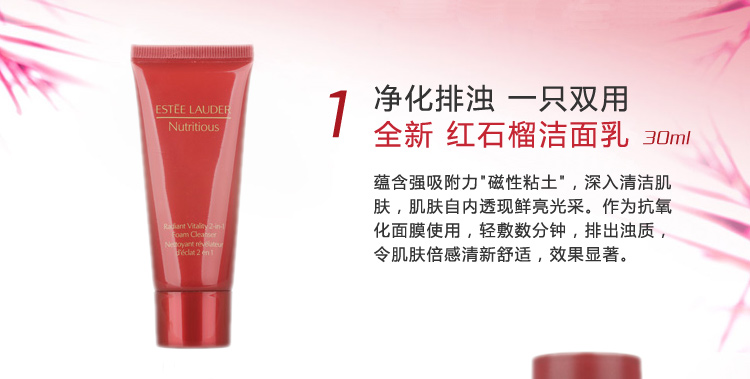 ESTĒE LAUDER
Nutritious
Radiant Vitality 2-in-1
Foam Cleanser
Nettoyant révélateur
d'éclat 2 en 1
1
净化排浊 一只双用
全新 红石榴洁面乳 30ml
蕴含强吸附力"磁性粘土"，深入清洁肌
肤，肌肤自内透现鲜亮光采。作为抗氧
化面膜使用，轻敷数分钟，排出浊质，
令肌肤倍感清新舒适，效果显著。